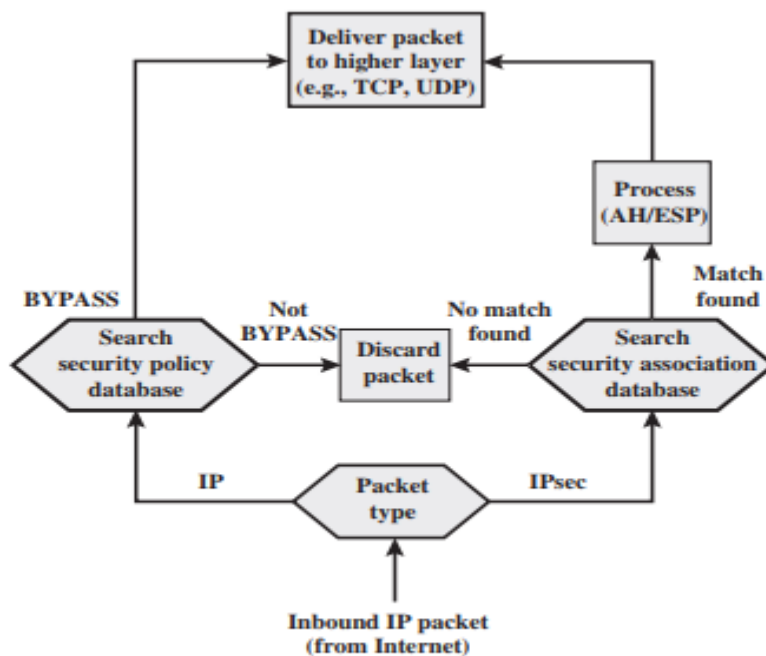 Deliver packet
to higher layer
(e.g., TCP, UDP)
Process
(AH/ESP)
BYPASS
Not
BYPASS
No match
found
Match
found
Search
security policy
database
Discard
packet
Search
security association
database
IP
Packet
type
IPsec
Inbound IP packet
(from Internet)